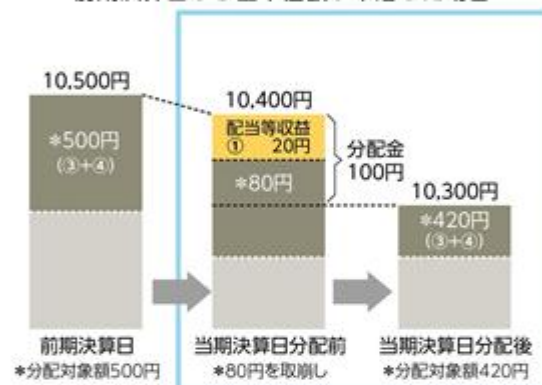 10,500円
*500円
(③+④)
10,400円
配当等収益
① 20円
*80円
分配金
100円
10,300円
*420円
(③+④)
前期決算日
*分配対象額500円
当期決算日分配前
*80円を取崩し
当期決算日分配後
*分配対象額420円